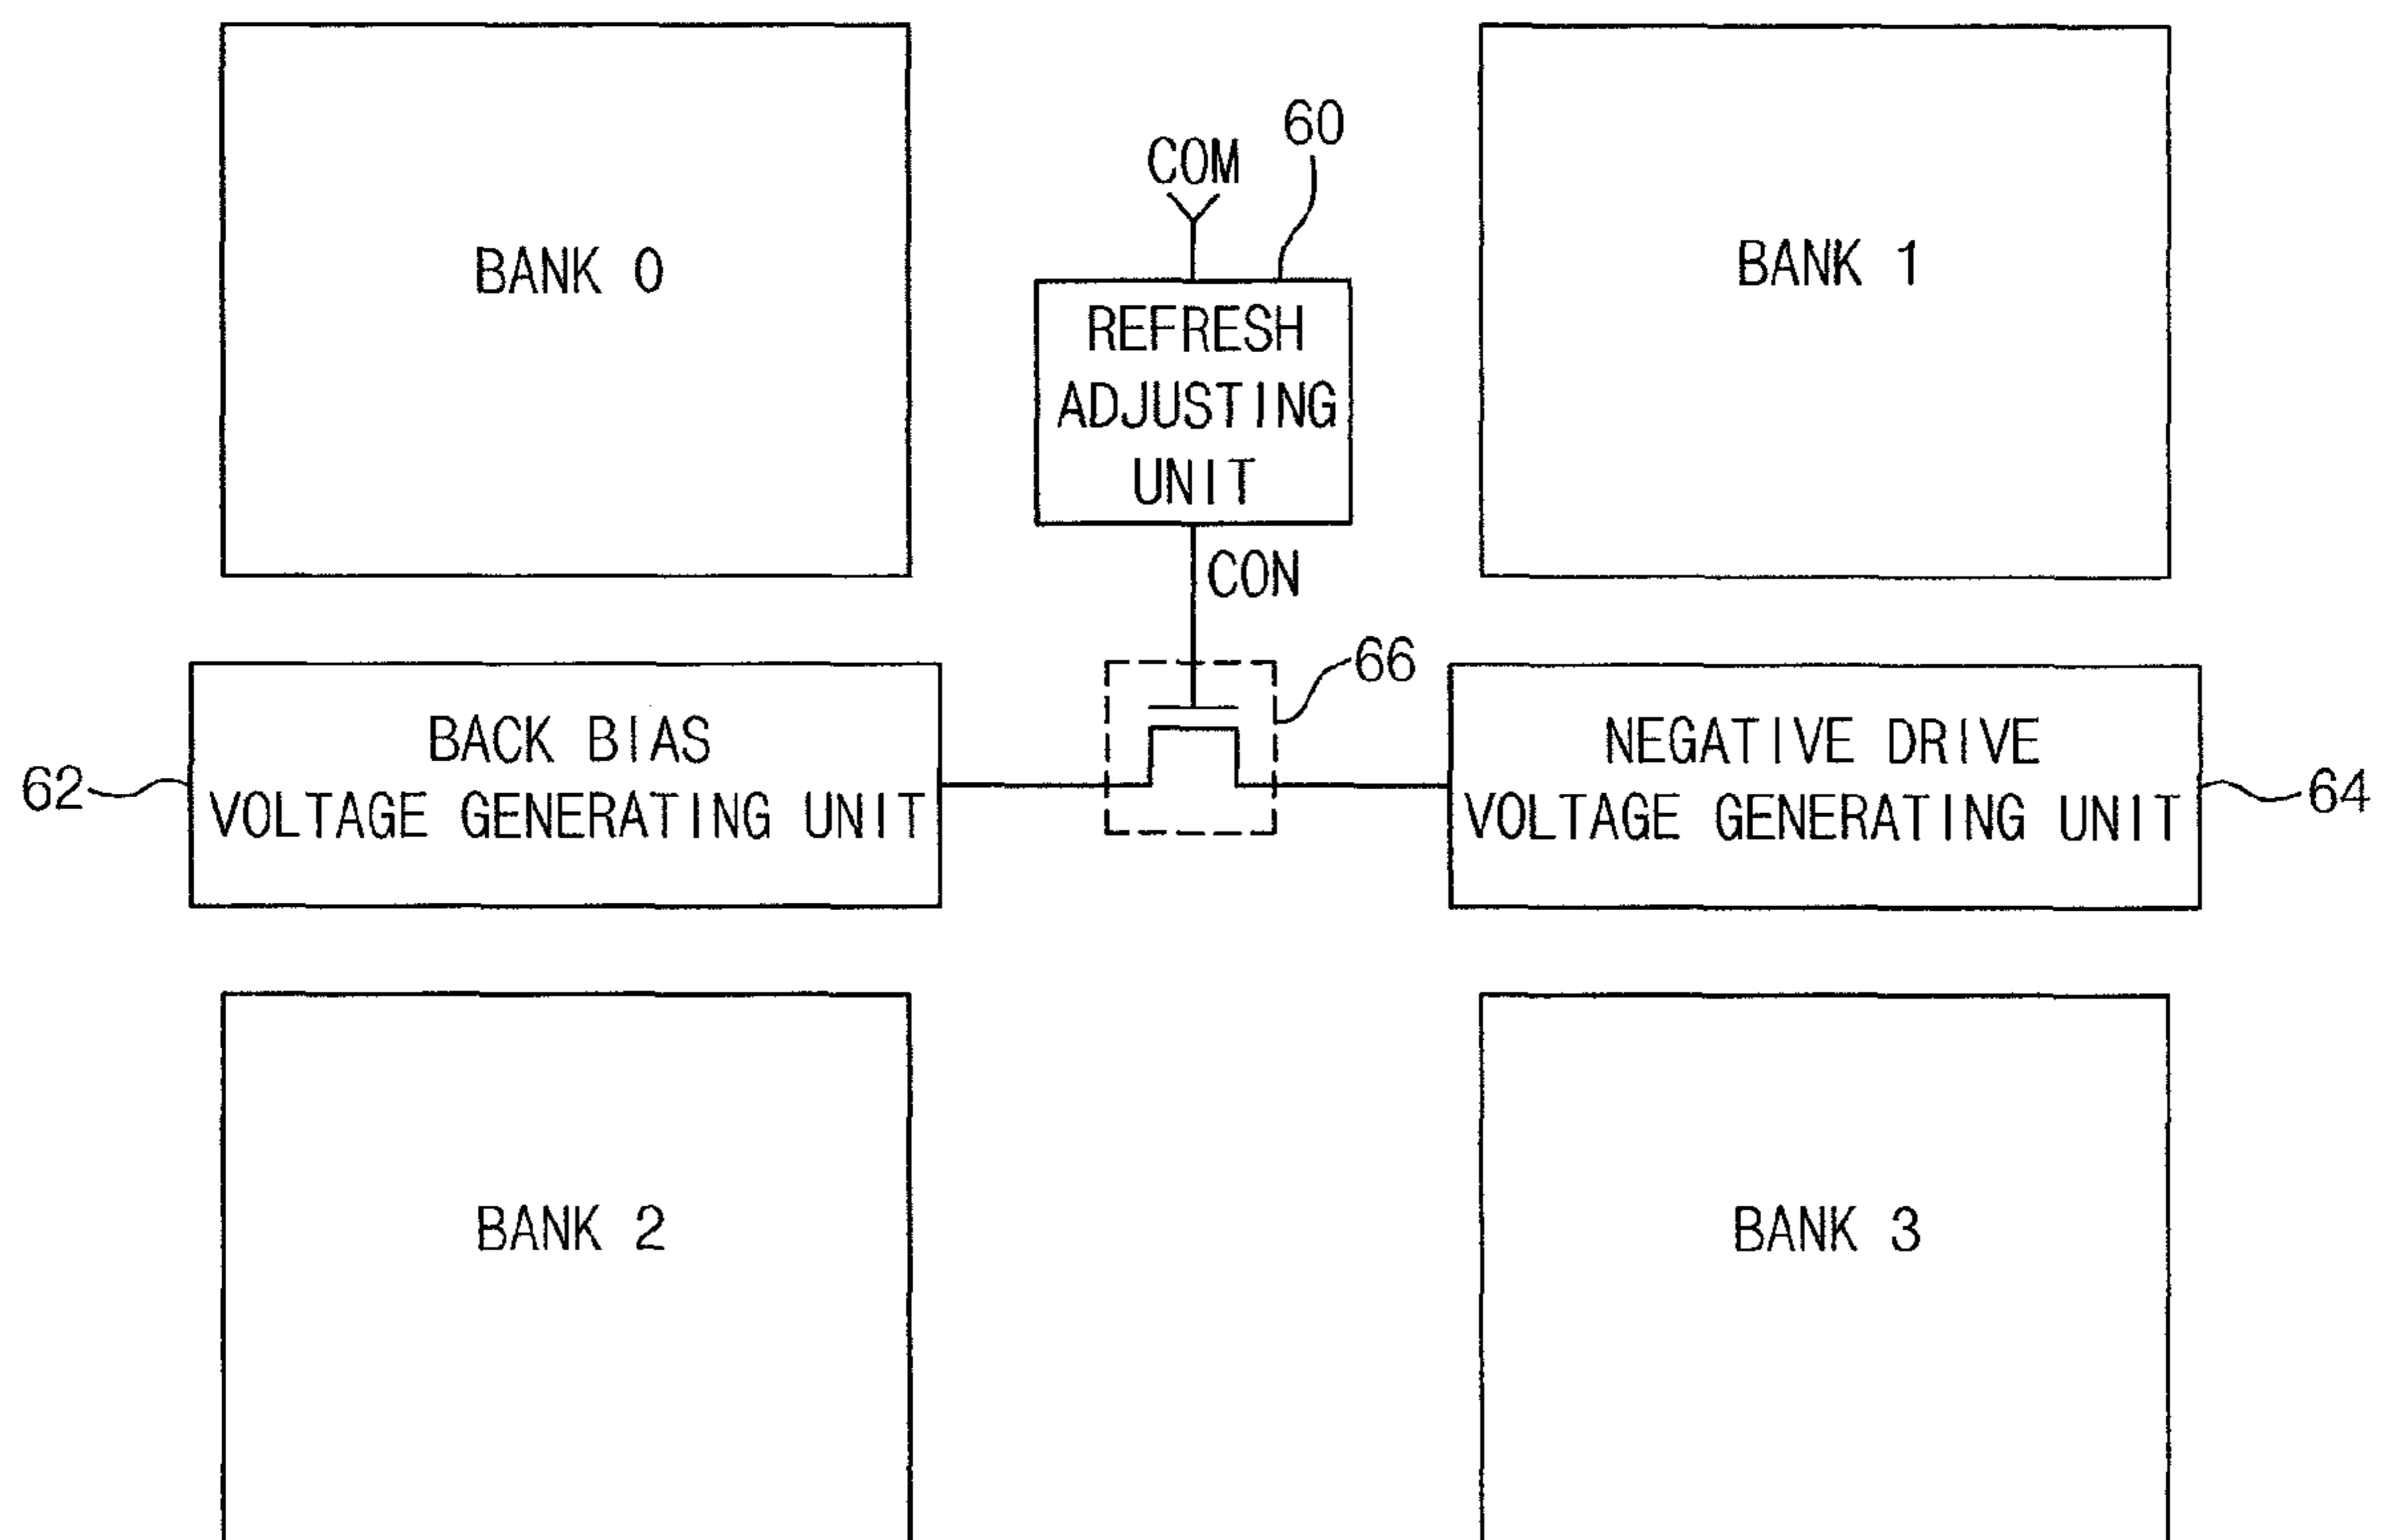 60
COM
BANK 0
BANK 1
REFRESH
ADJUSTING
UNIT
CON
66
BACK BIAS
VOLTAGE GENERATING UNIT
62
NEGATIVE DRIVE
VOLTAGE GENERATING UNIT
64
BANK 2
BANK 3